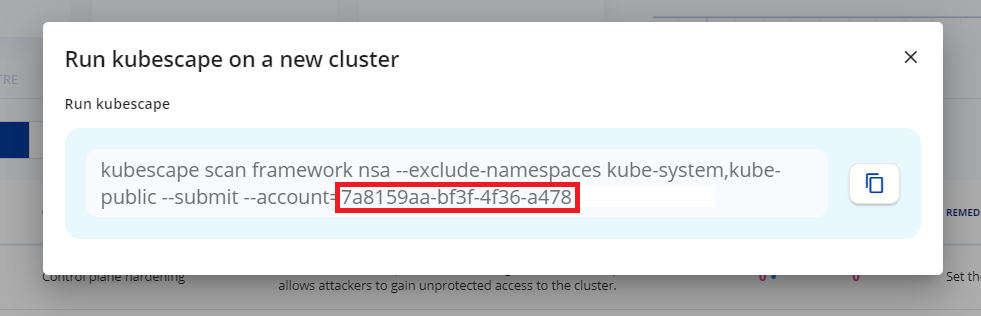 Run kubescape on a new cluster
TRE
Run kubescape
kubescape scan framework nsa --exclude-namespaces kube-system,kube-
public --submit --account=7a8159aa-bf3f-4f36-a478
REMED
Control plane hardening
0
0
Set the
allows attackers to gain unprotected access to the cluster.